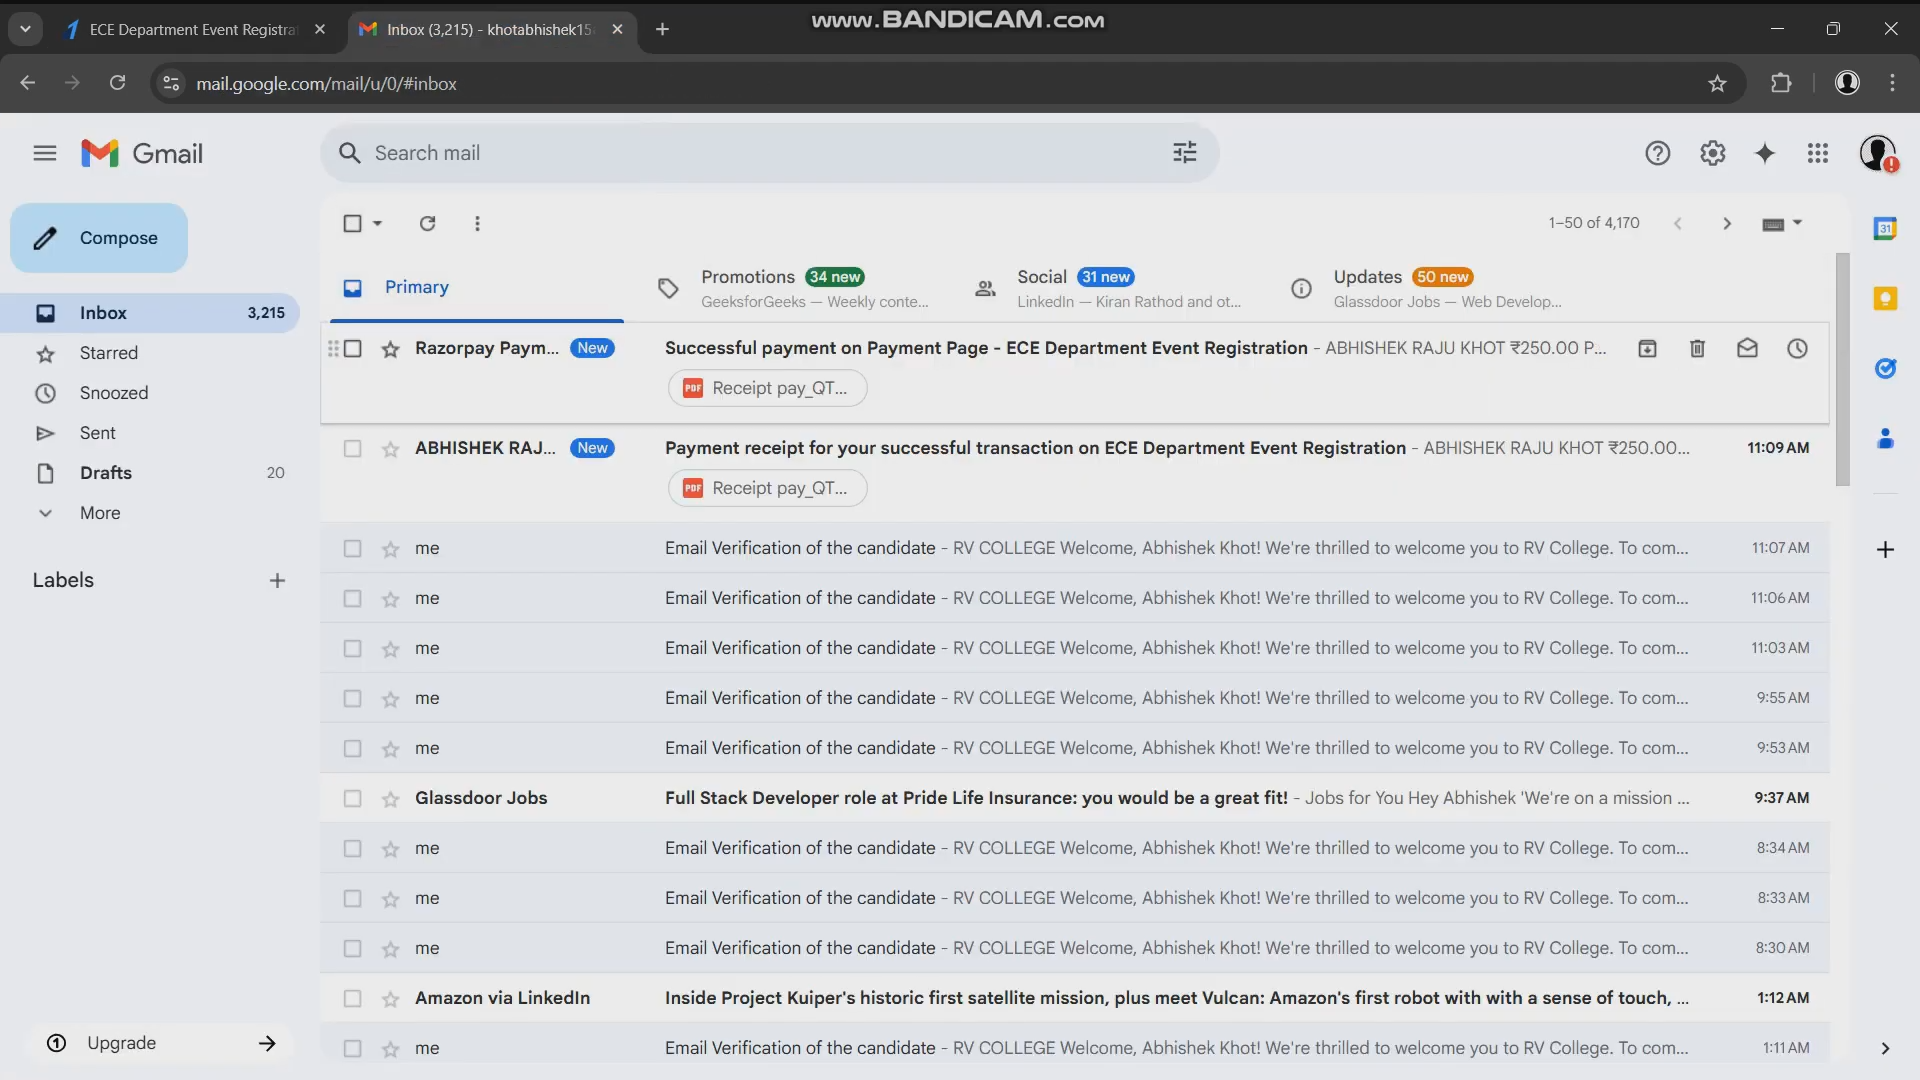 ECE Department Event Registra
Inbox (3,215) - khotabhishek15
www.BANDICAM.com
mail.google.com/mail/u/0/#inbox
Gmail
Search mail
Compose
1–50 of 4,170
Primary
Promotions 34 new
GeeksforGeeks — Weekly conte...
Social 31 new
LinkedIn — Kiran Rathod and ot...
Updates 50 new
Glassdoor Jobs — Web Develop...
Inbox 3,215
Starred
Snoozed
Sent
Drafts 20
More
Labels
Upgrade
Razorpay Paym... New Successful payment on Payment Page - ECE Department Event Registration - ABHISHEK RAJU KHOT ₹250.00 P...
PDF Receipt pay_QT...
ABHISHEK RAJ... New Payment receipt for your successful transaction on ECE Department Event Registration - ABHISHEK RAJU KHOT ₹250.00... 11:09 AM
PDF Receipt pay_QT...
me Email Verification of the candidate - RV COLLEGE Welcome, Abhishek Khot! We're thrilled to welcome you to RV College. To com... 11:07 AM
me Email Verification of the candidate - RV COLLEGE Welcome, Abhishek Khot! We're thrilled to welcome you to RV College. To com... 11:06 AM
me Email Verification of the candidate - RV COLLEGE Welcome, Abhishek Khot! We're thrilled to welcome you to RV College. To com... 11:03 AM
me Email Verification of the candidate - RV COLLEGE Welcome, Abhishek Khot! We're thrilled to welcome you to RV College. To com... 9:55 AM
me Email Verification of the candidate - RV COLLEGE Welcome, Abhishek Khot! We're thrilled to welcome you to RV College. To com... 9:53 AM
Glassdoor Jobs Full Stack Developer role at Pride Life Insurance: you would be a great fit! - Jobs for You Hey Abhishek 'We're on a mission ... 9:37 AM
me Email Verification of the candidate - RV COLLEGE Welcome, Abhishek Khot! We're thrilled to welcome you to RV College. To com... 8:34 AM
me Email Verification of the candidate - RV COLLEGE Welcome, Abhishek Khot! We're thrilled to welcome you to RV College. To com... 8:33 AM
me Email Verification of the candidate - RV COLLEGE Welcome, Abhishek Khot! We're thrilled to welcome you to RV College. To com... 8:30 AM
Amazon via LinkedIn Inside Project Kuiper's historic first satellite mission, plus meet Vulcan: Amazon's first robot with with a sense of touch, ... 1:12 AM
me Email Verification of the candidate - RV COLLEGE Welcome, Abhishek Khot! We're thrilled to welcome you to RV College. To com... 1:11 AM
31